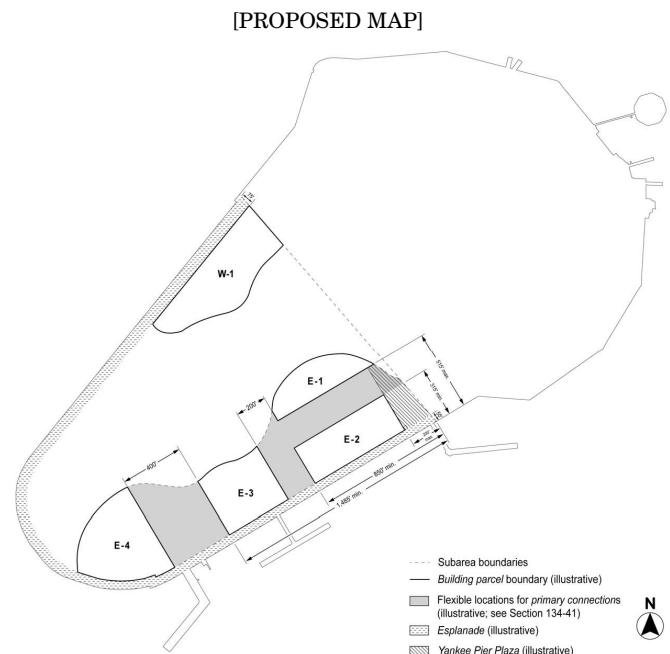 [PROPOSED MAP]
75'
W-1
E-1
515' min.
315' min.
200'
E-2
850' min.
400'
E-3
1,485' min.
E-4
Subarea boundaries
Building parcel boundary (illustrative)
Flexible locations for primary connections
(illustrative; see Section 134-41)
N
Esplanade (illustrative)
Yankee Pier Plaza (illustrative)